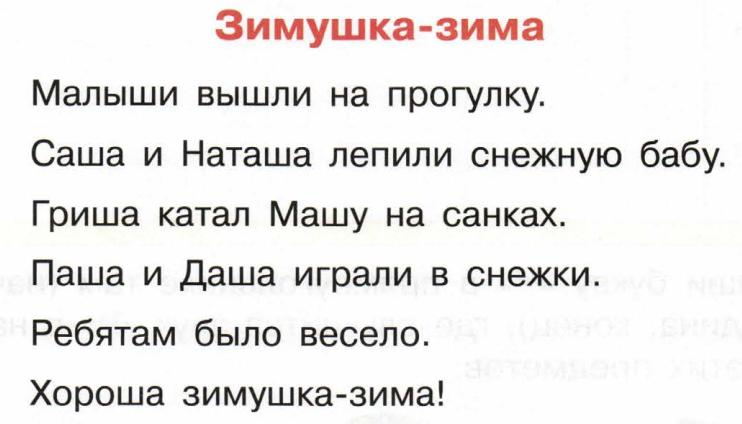 Зимушка-зима
Малыши вышли на прогулку.
Саша и Наташа лепили снежную бабу.
Гриша катал Машу на санках.
Паша и Даша играли в снежки.
Ребятам было весело.
Хороша зимушка-зима!